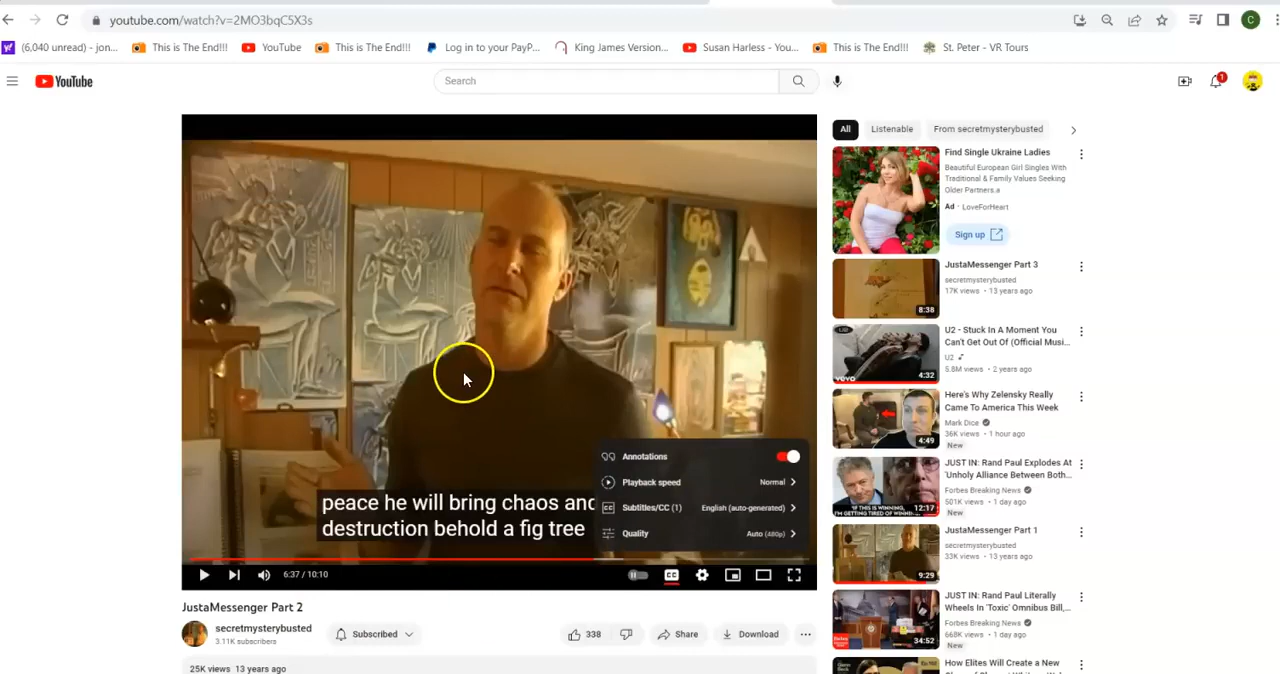 youtube.com/watch?v=2MO3bqC5X3s
(6,040 unread) - jon...
This is The End!!!
YouTube
This is The End!!!
Log in to your PayP...
King James Version...
Susan Harless - You...
This is The End!!!
St. Peter - VR Tours
C
YouTube
Search
1
peace he will bring chaos and
destruction behold a fig tree
Annotations
Playback speed
Normal
Subtitles/CC (1)
English (auto-generated)
Quality
Auto (480p)
CC
6:37 / 10:10
JustaMessenger Part 2
secretmysterybusted
3.11K subscribers
Subscribed
338
Share
Download
25K views 13 years ago
All
Listenable
From secretmysterybusted
Find Single Ukraine Ladies
Beautiful European Girl Singles With
Traditional & Family Values Seeking
Older Partners.a
Ad · LoveForHeart
Sign up
JustaMessenger Part 3
secretmysterybusted
17K views • 13 years ago
8:38
U2 - Stuck In A Moment You
Can't Get Out Of (Official Musi...
U2
5.8M views • 2 years ago
vevo
4:32
Here's Why Zelensky Really
Came To America This Week
Mark Dice
36K views • 1 hour ago
New
4:49
JUST IN: Rand Paul Explodes At
'Unholy Alliance Between Both...
Forbes Breaking News
501K views • 1 day ago
New
12:17
JustaMessenger Part 1
secretmysterybusted
33K views • 13 years ago
9:29
JUST IN: Rand Paul Literally
Wheels In 'Toxic' Omnibus Bill,...
Forbes Breaking News
668K views • 1 day ago
New
34:52
How Elites Will Create a New